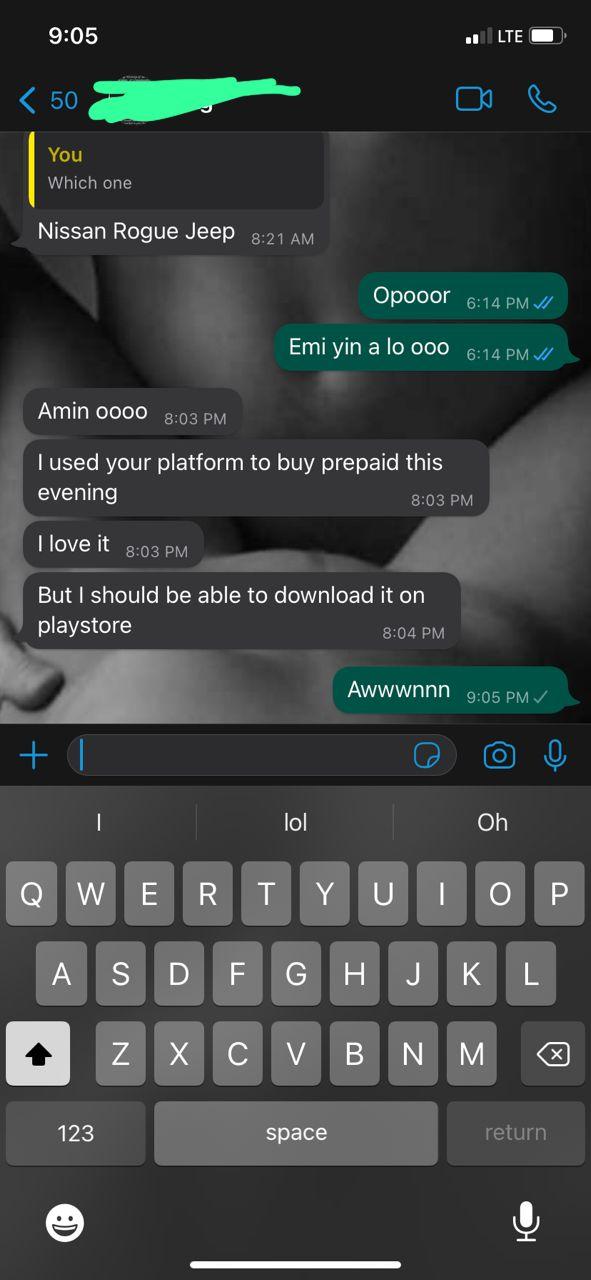 9:05
LTE
50
You
Which one
Nissan Rogue Jeep 8:21 AM
Opooor 6:14 PM
Emi yin a lo ooo 6:14 PM
Amin oooo 8:03 PM
I used your platform to buy prepaid this
evening 8:03 PM
I love it 8:03 PM
But I should be able to download it on
playstore 8:04 PM
Awwwnnn 9:05 PM
I lol Oh
Q W E R T Y U I O P
A S D F G H J K L
Z X C V B N M
123 space return